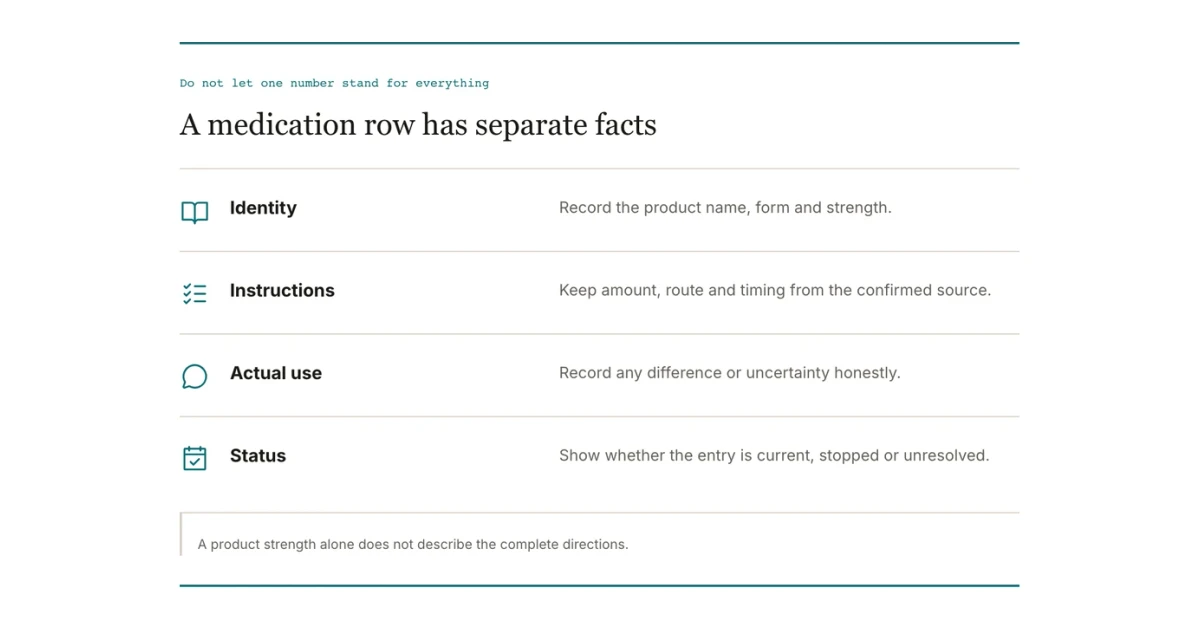 Do not let one number stand for everything
A medication row has separate facts
Identity
Record the product name, form and strength.
Instructions
Keep amount, route and timing from the confirmed source.
Actual use
Record any difference or uncertainty honestly.
Status
Show whether the entry is current, stopped or unresolved.
A product strength alone does not describe the complete directions.